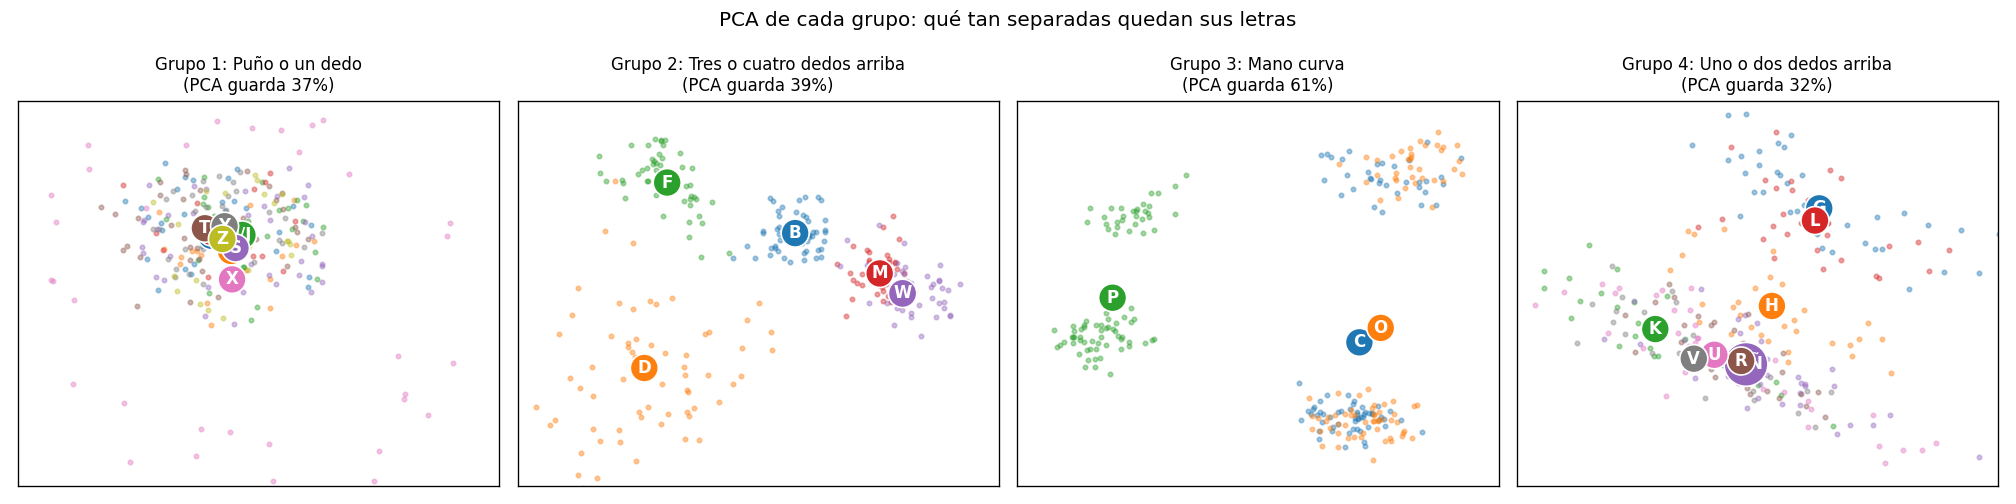 PCA de cada grupo: qué tan separadas quedan sus letras
Grupo 1: Puño o un dedo
(PCA guarda 37%)
T
Y
I
Z
S
X
Grupo 2: Tres o cuatro dedos arriba
(PCA guarda 39%)
F
B
M
W
D
Grupo 3: Mano curva
(PCA guarda 61%)
P
O
C
Grupo 4: Uno o dos dedos arriba
(PCA guarda 32%)
G
L
H
K
V
U
R
N